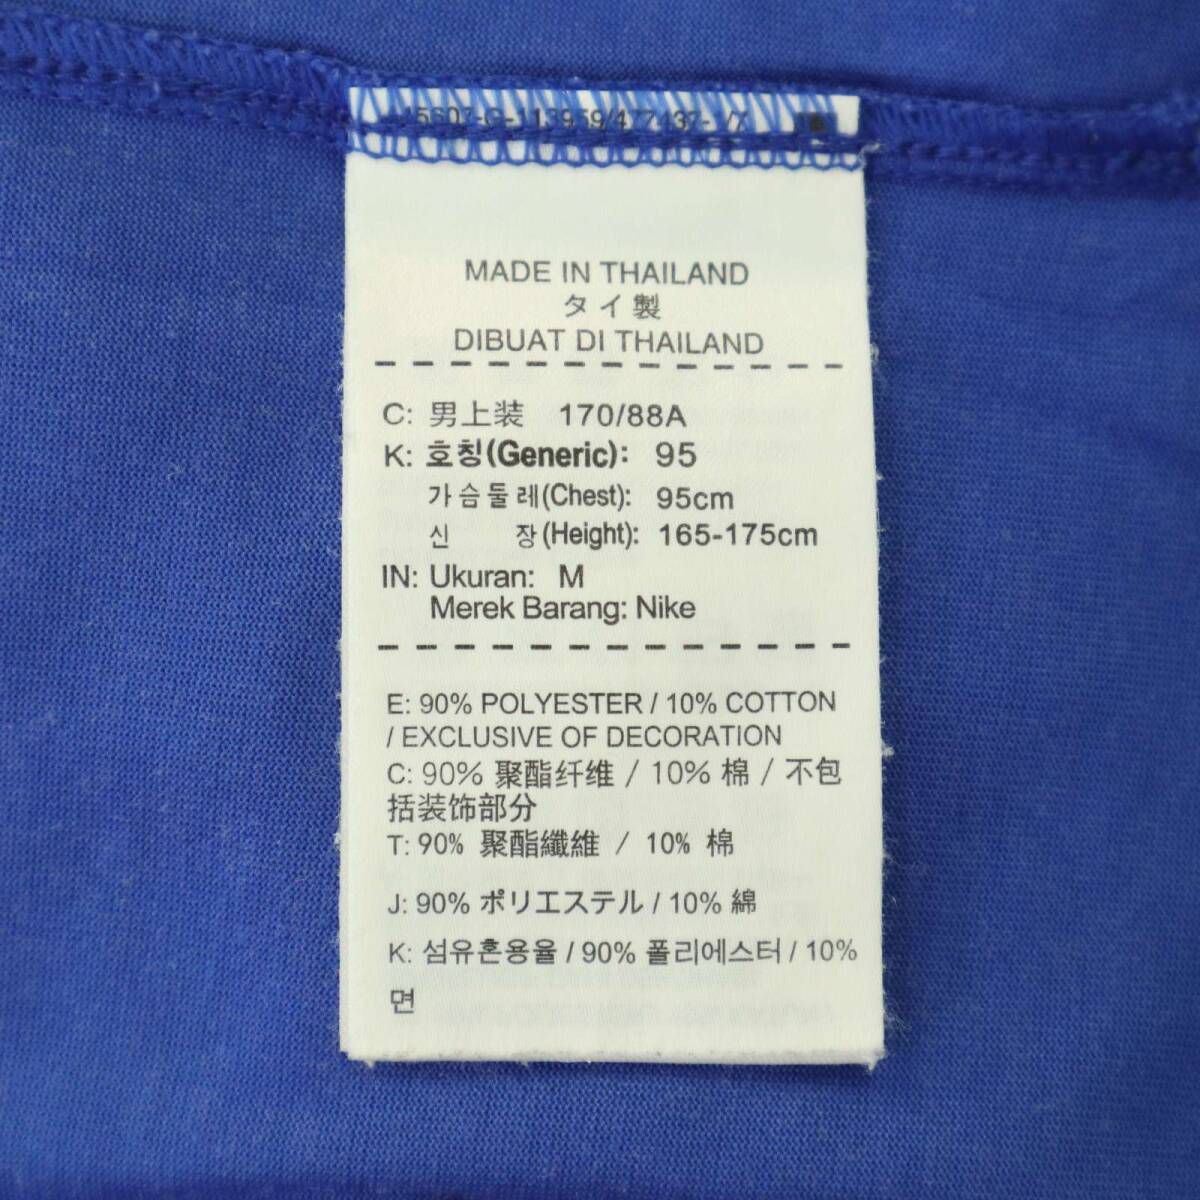 MADE IN THAILAND
タイ製
DIBUAT DI THAILAND
C: 男上装 170/88A
K: 호칭(Generic): 95
가슴둘레(Chest): 95cm
신 장(Height): 165-175cm
IN: Ukuran: M
Merek Barang: Nike
E: 90% POLYESTER / 10% COTTON
/ EXCLUSIVE OF DECORATION
C: 90% 聚酯纤维 / 10% 棉 / 不包
括装饰部分
T: 90% 聚酯纖維 / 10% 棉
J: 90% ポリエステル / 10% 綿
K: 섬유혼용율 / 90% 폴리에스터 / 10%
면